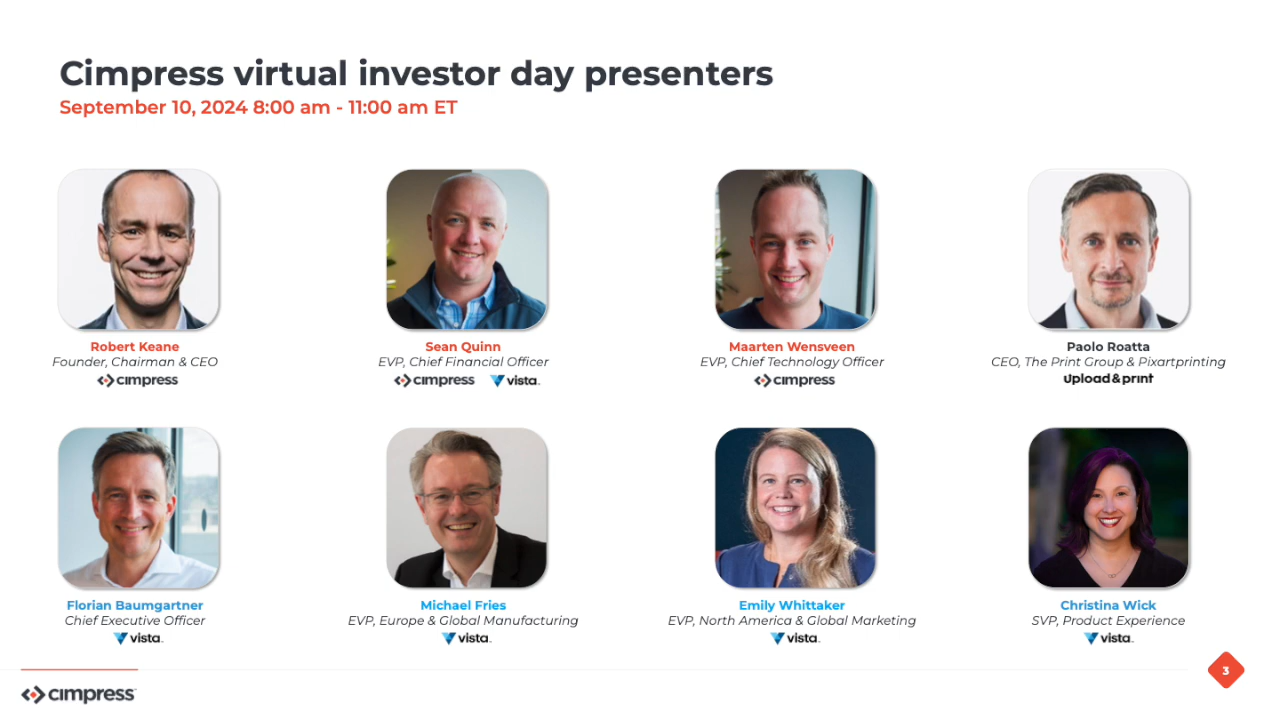 Cimpress virtual investor day presenters
September 10, 2024 8:00 am - 11:00 am ET
Robert Keane
Founder, Chairman & CEO
cimpress
Sean Quinn
EVP, Chief Financial Officer
cimpress vista.
Maarten Wensveen
EVP, Chief Technology Officer
cimpress
Paolo Roatta
CEO, The Print Group & Pixartprinting
upload & print
Florian Baumgartner
Chief Executive Officer
vista.
Michael Fries
EVP, Europe & Global Manufacturing
vista.
Emily Whittaker
EVP, North America & Global Marketing
vista.
Christina Wick
SVP, Product Experience
vista.
3
cimpress